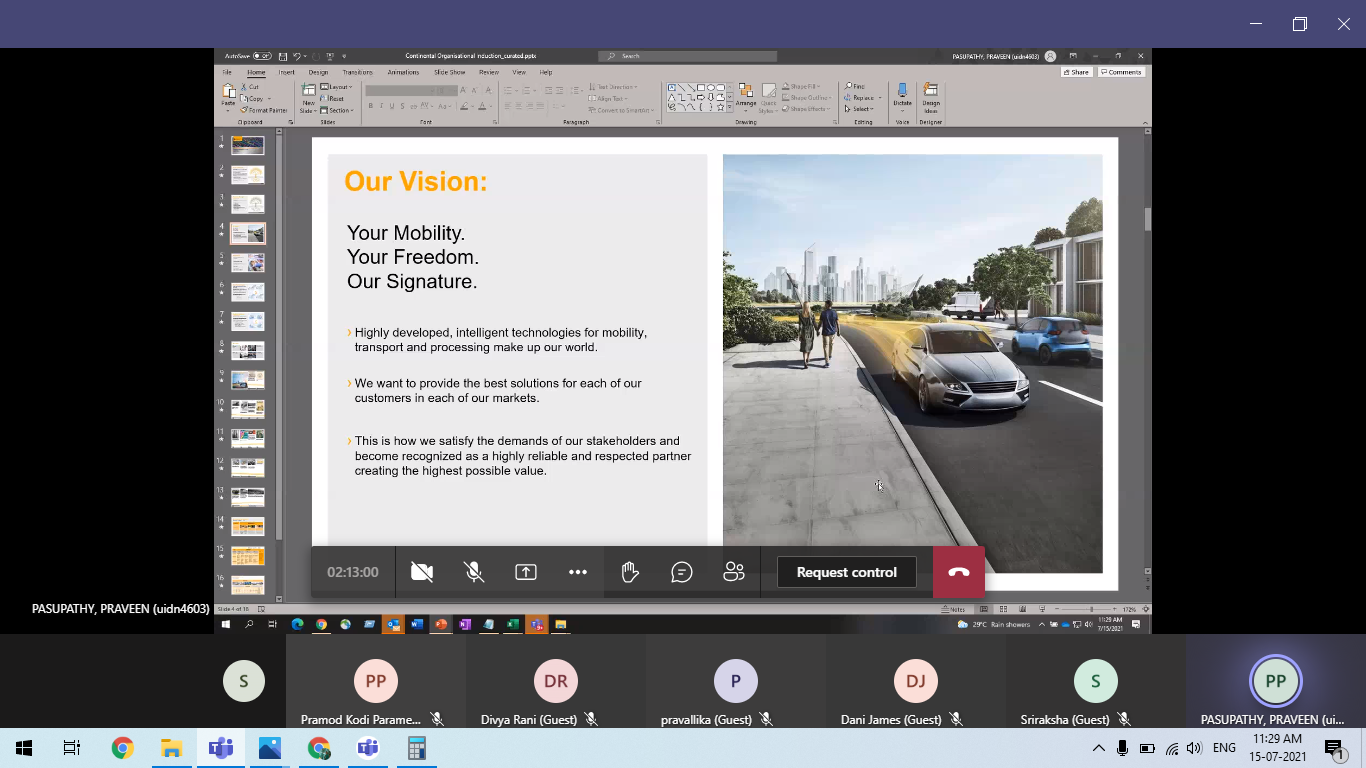 AutoSave Off
Continental Organisational Induction_curated.pptx
Search
PASUPATHY, PRAVEEN (uidn4603)
File Home Insert Design Transitions Animations Slide Show Review View Help
Share Comments
Paste
Cut
Copy
Format Painter
Clipboard
New Slide
Layout
Reset
Section
Slides
Font
Text Direction
Align Text
Convert to SmartArt
Paragraph
Arrange
Quick Styles
Shape Fill
Shape Outline
Shape Effects
Drawing
Find
Replace
Select
Editing
Dictate
Voice
Design Ideas
Designer
1
2
3
4
5
6
7
8
9
10
11
12
13
14
15
16
Our Vision:
Your Mobility.
Your Freedom.
Our Signature.
› Highly developed, intelligent technologies for mobility,
transport and processing make up our world.
› We want to provide the best solutions for each of our
customers in each of our markets.
› This is how we satisfy the demands of our stakeholders and
become recognized as a highly reliable and respected partner
creating the highest possible value.
02:13:00
Request control
PASUPATHY, PRAVEEN (uidn4603)
Slide 4 of 16
Notes
172%
29°C Rain showers
11:29 AM
7/15/2021
S
PP
DR
P
DJ
S
PP
Pramod Kodi Parame...
Divya Rani (Guest)
pravallika (Guest)
Dani James (Guest)
Sriraksha (Guest)
PASUPATHY, PRAVEEN (ui...
ENG
11:29 AM
15-07-2021
1